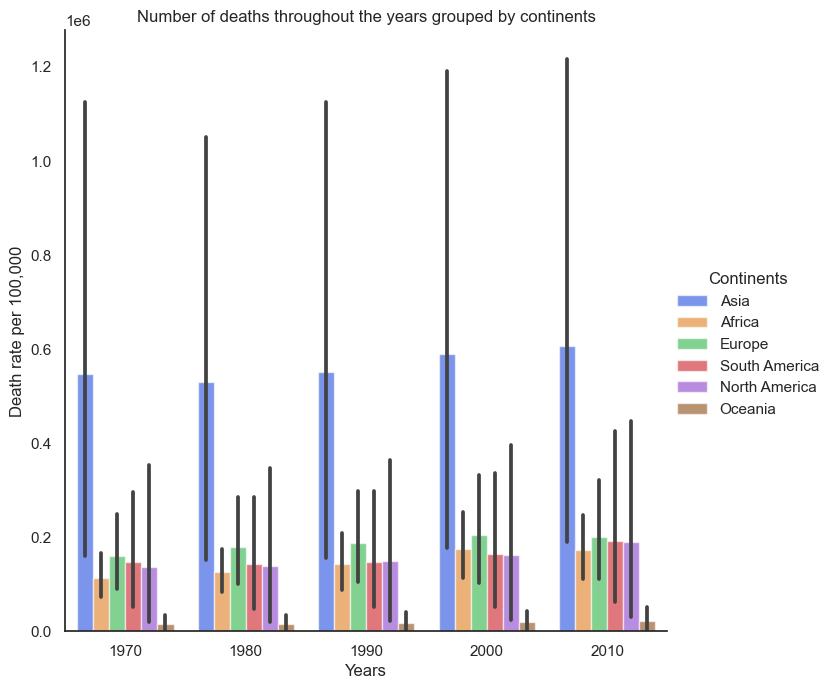 Number of deaths throughout the years grouped by continents
1e6
1.2
1.0
0.8
0.6
0.4
0.2
0.0
Death rate per 100,000
1970 1980 1990 2000 2010
Years
Continents
Asia
Africa
Europe
South America
North America
Oceania